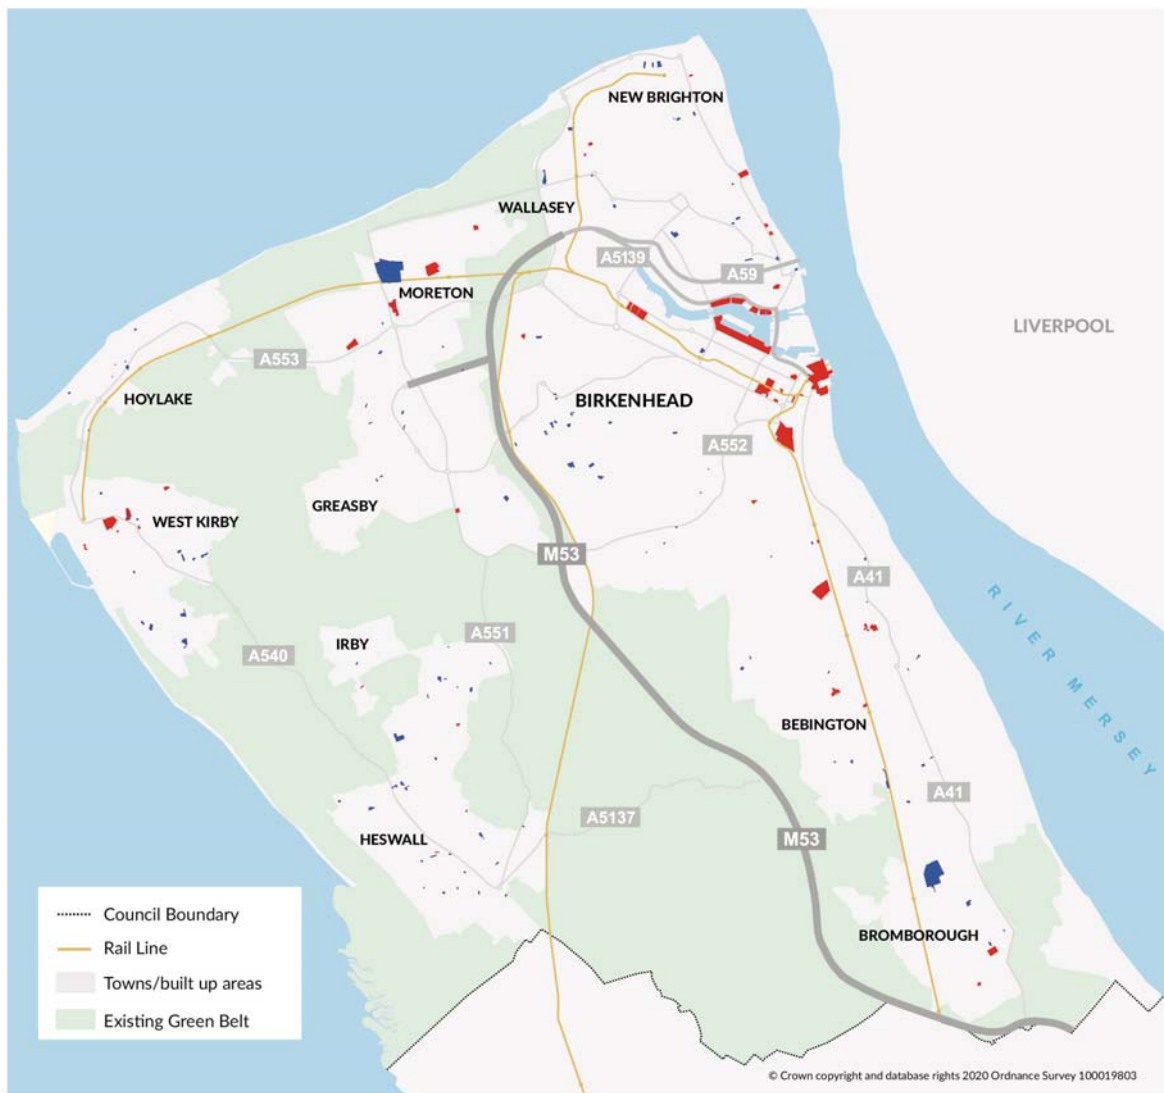 NEW BRIGHTON
WALLASEY
A5139
A59
MORETON
LIVERPOOL
A553
HOYLAKE
BIRKENHEAD
A552
GREASBY
WEST KIRBY
M53
A41
RIVER MERSEY
IRBY
A551
A540
BEBINGTON
A41
A5137
HESWALL
M53
BROMBOROUGH
Council Boundary
Rail Line
Towns/built up areas
Existing Green Belt
© Crown copyright and database rights 2020 Ordnance Survey 100019803